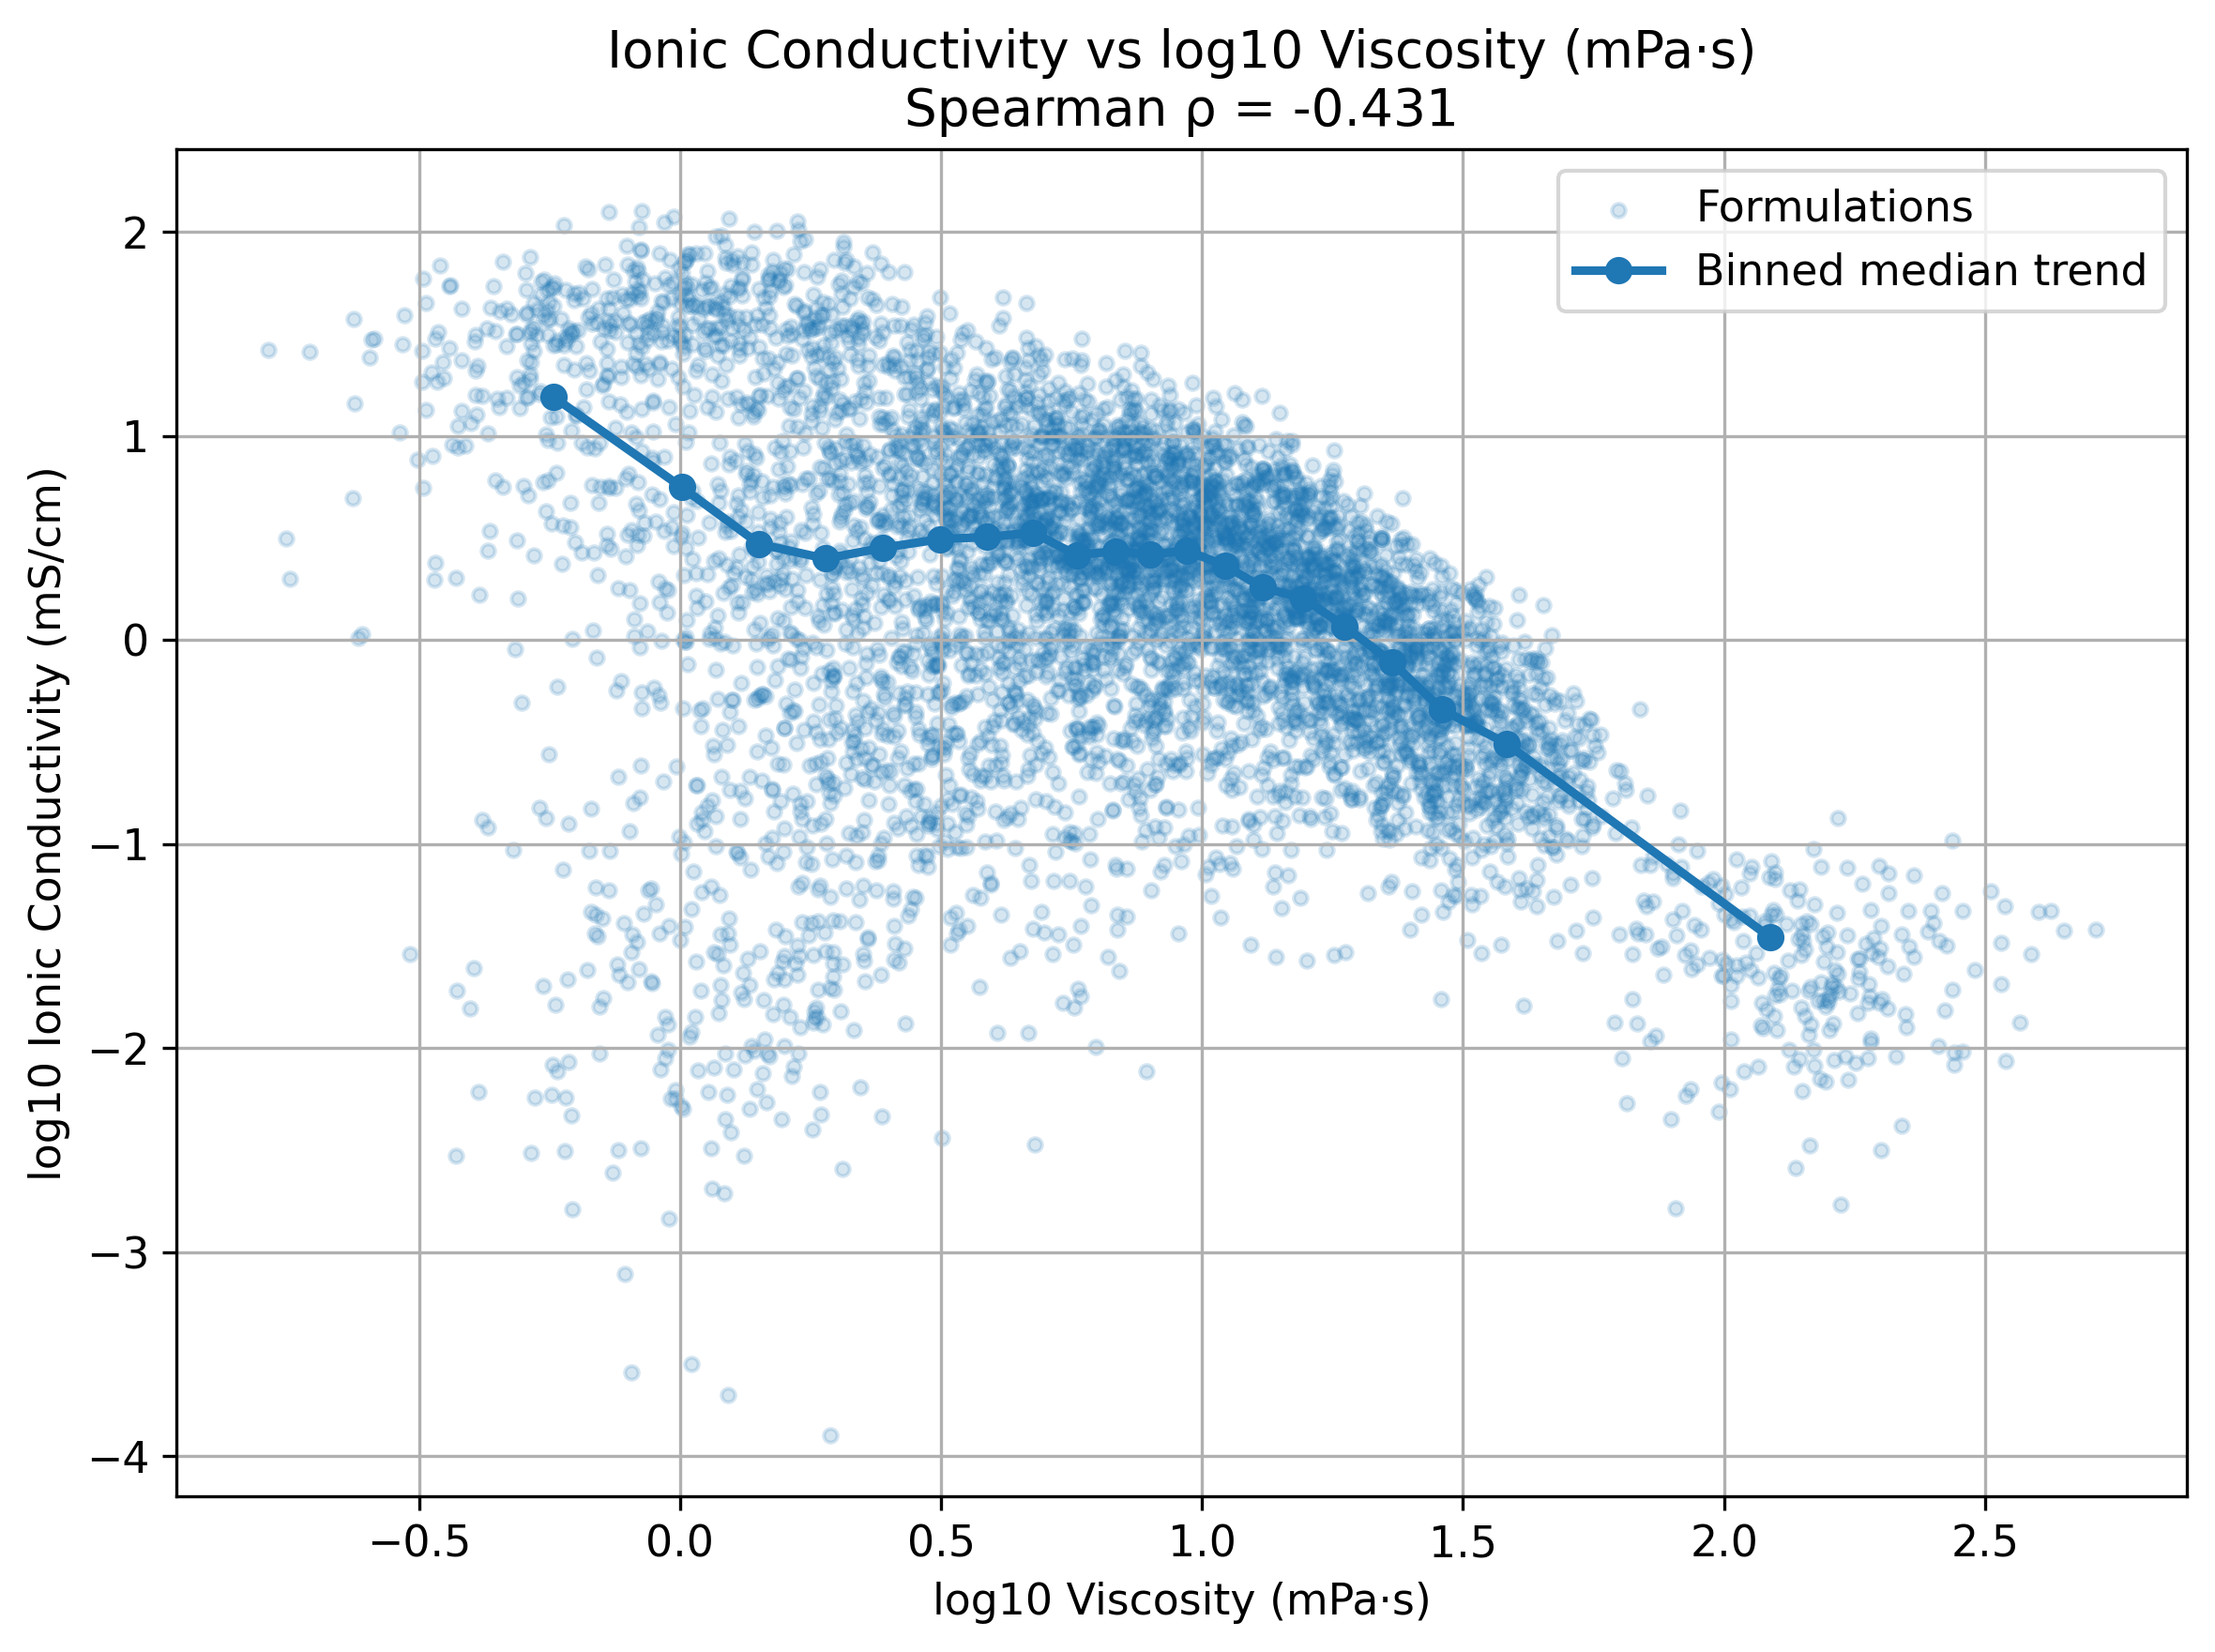 Ionic Conductivity vs log10 Viscosity (mPa·s)
Spearman ρ = -0.431
Formulations
Binned median trend
log10 Ionic Conductivity (mS/cm)
2
1
0
−1
−2
−3
−4
−0.5 0.0 0.5 1.0 1.5 2.0 2.5
log10 Viscosity (mPa·s)